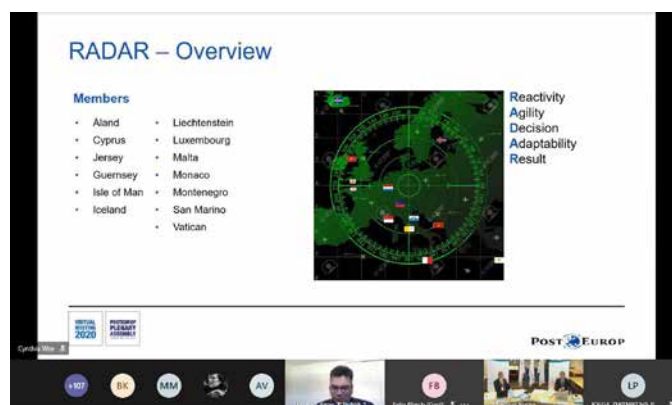 RADAR – Overview
Members
• Aland
• Cyprus
• Jersey
• Guernsey
• Isle of Man
• Iceland
• Liechtenstein
• Luxembourg
• Malta
• Monaco
• Montenegro
• San Marino
• Vatican
Reactivity
Agility
Decision
Adaptability
Result
VIRTUAL
MEETING
2020
POSTEUROP
PLENARY
ASSEMBLY
POST EUROP
+107
BK
MM
AV
FB
LP